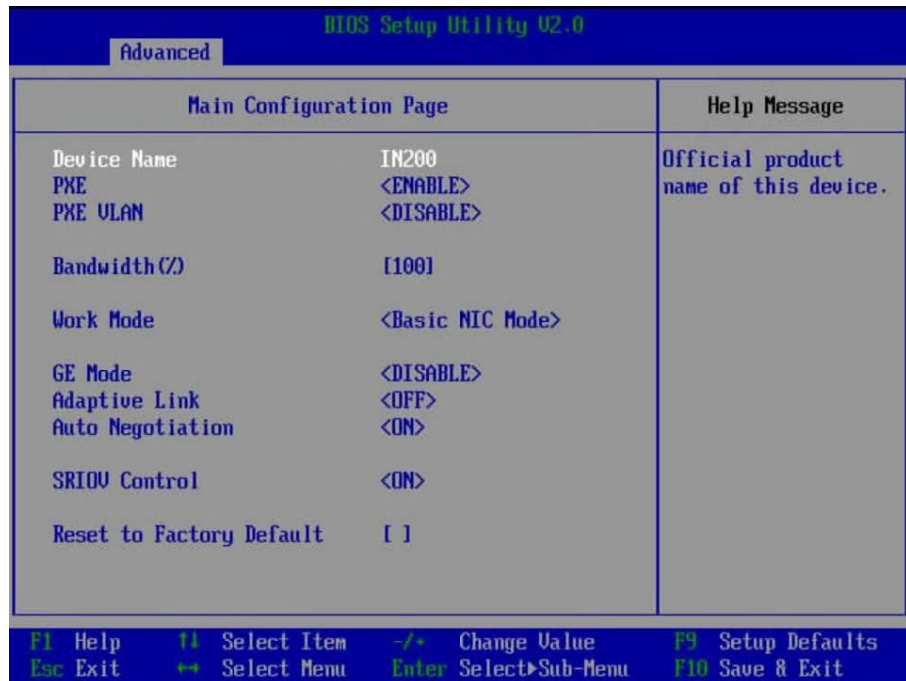 BIOS Setup Utility V2.0
Advanced
Main Configuration Page
Help Message
Device Name IN200
PXE <ENABLE>
PXE VLAN <DISABLE>
Bandwidth(%) [100]
Work Mode <Basic NIC Mode>
GE Mode <DISABLE>
Adaptive Link <OFF>
Auto Negotiation <ON>
SRIOV Control <ON>
Reset to Factory Default [ ]
Official product
name of this device.
F1 Help ↑↓ Select Item -/+ Change Value F9 Setup Defaults
Esc Exit ↔ Select Menu Enter Select►Sub-Menu F10 Save & Exit